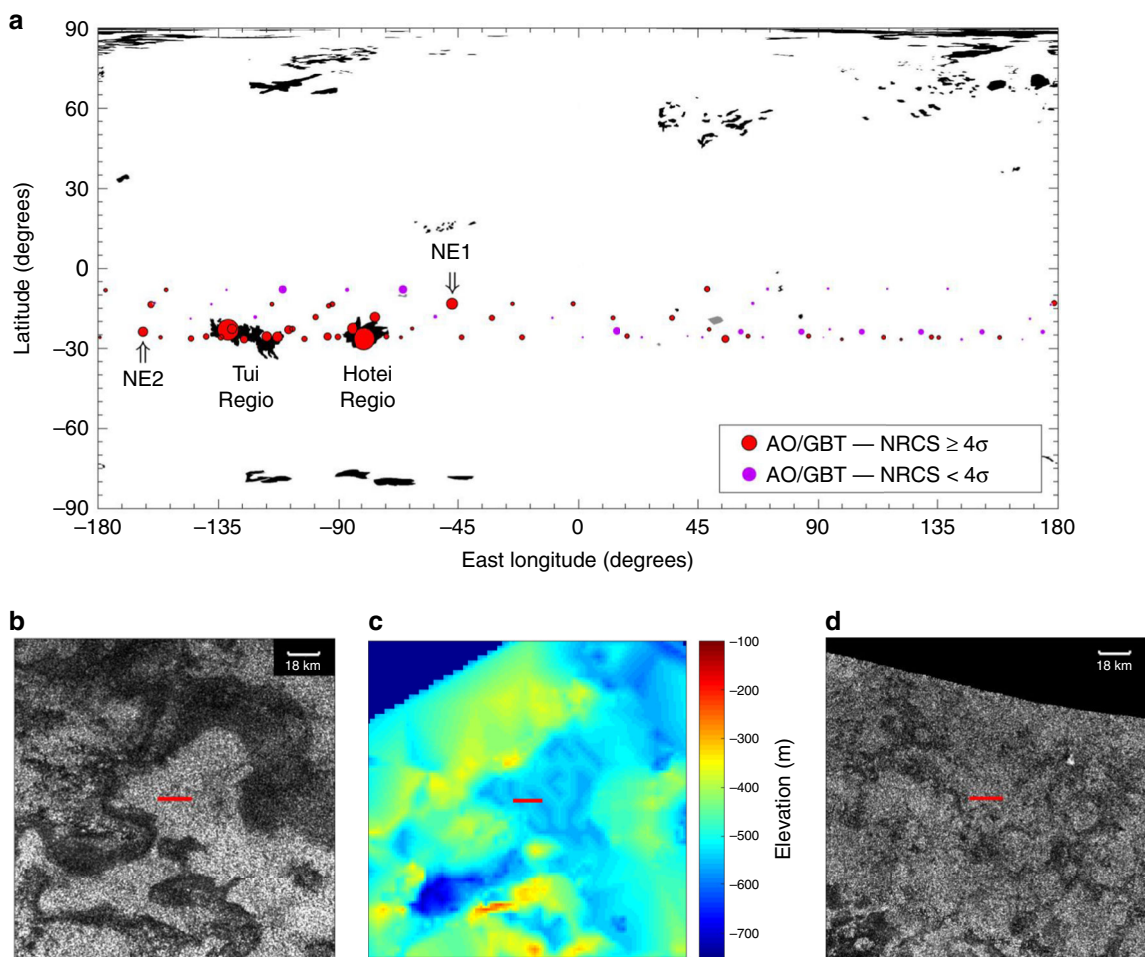 a
90
60
30
0
−30
−60
−90
Latitude (degrees)
NE1
NE2
Tui
Regio
Hotei
Regio
AO/GBT — NRCS ≥ 4σ
AO/GBT — NRCS < 4σ
−180 −135 −90 −45 0 45 90 135 180
East longitude (degrees)
b
18 km
c
−100
−200
−300
−400
−500
−600
−700
Elevation (m)
d
18 km